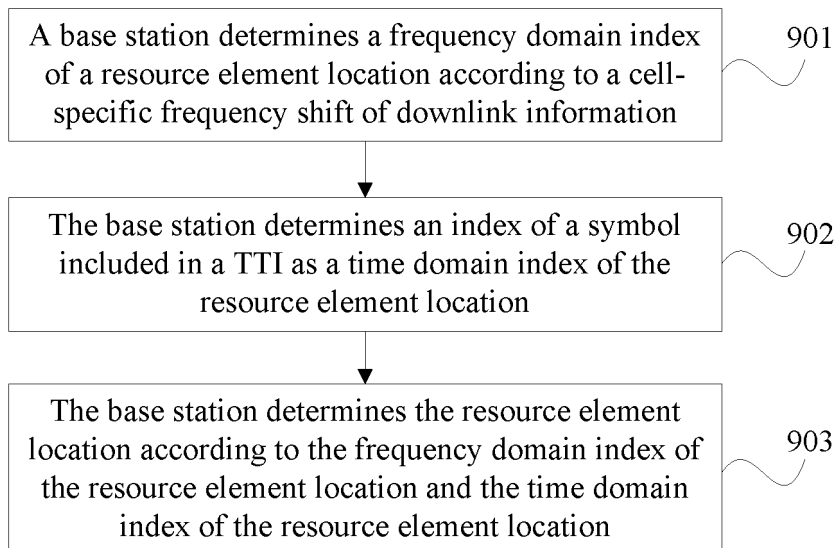 A base station determines a frequency domain index
of a resource element location according to a cell-
specific frequency shift of downlink information
901
The base station determines an index of a symbol
included in a TTI as a time domain index of the
resource element location
902
The base station determines the resource element
location according to the frequency domain index of
the resource element location and the time domain
index of the resource element location
903